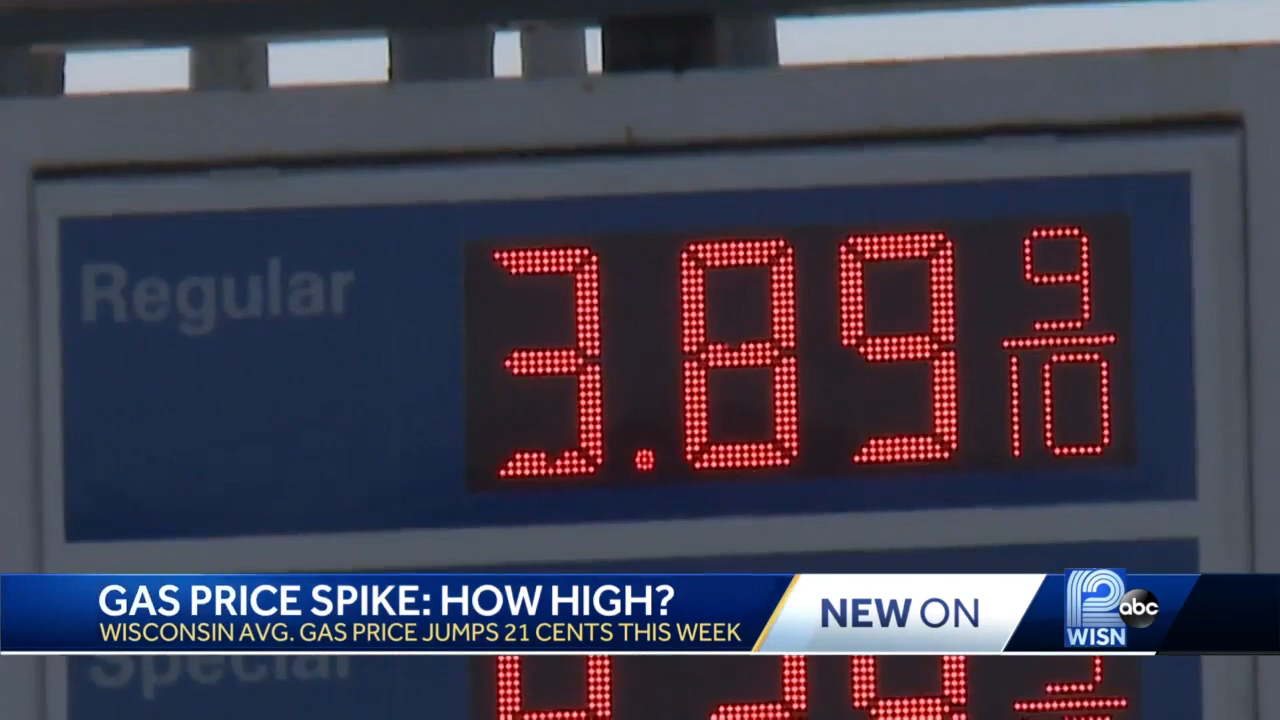 Regular
3.89 9/10
GAS PRICE SPIKE: HOW HIGH?
WISCONSIN AVG. GAS PRICE JUMPS 21 CENTS THIS WEEK
NEW ON
12
abc
WISN
Special